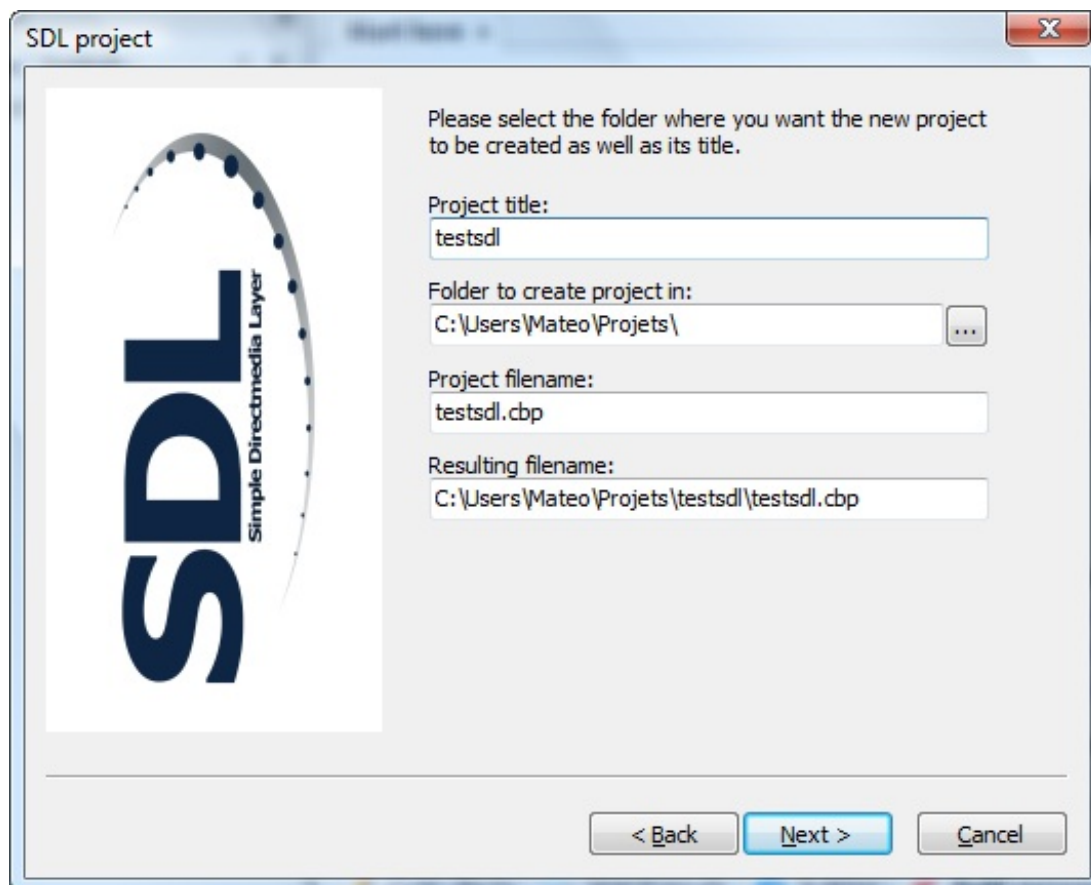 SDL project
Start here
SDL
Simple Directmedia Layer
Please select the folder where you want the new project
to be created as well as its title.
Project title:
testsdl
Folder to create project in:
C:\Users\Mateo\Projets\
...
Project filename:
testsdl.cbp
Resulting filename:
C:\Users\Mateo\Projets\testsdl\testsdl.cbp
< Back
Next >
Cancel